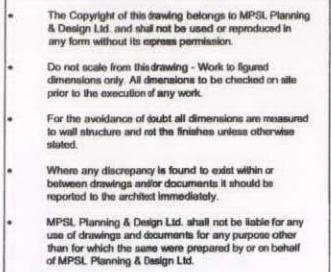 • The Copyright of this drawing belongs to MPSL Planning
& Design Ltd. and shall not be used or reproduced in
any form without its express permission.
• Do not scale from this drawing - Work to figured
dimensions only. All dimensions to be checked on site
prior to the execution of any work.
• For the avoidance of doubt all dimensions are measured
to wall structure and not the finishes unless otherwise
stated.
• Where any discrepancy is found to exist within or
between drawings and/or documents it should be
reported to the architect immediately.
• MPSL Planning & Design Ltd. shall not be liable for any
use of drawings and documents for any purpose other
than for which the same were prepared by or on behalf
of MPSL Planning & Design Ltd.